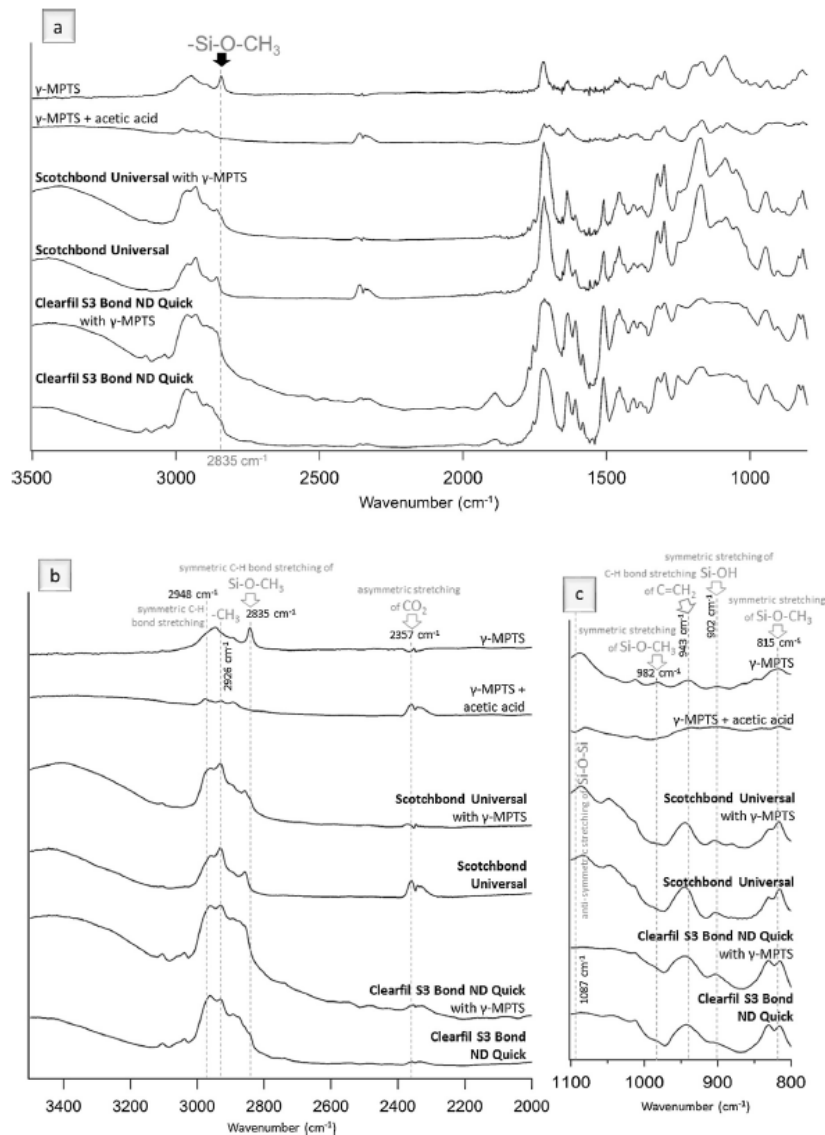 a
-Si-O-CH₃
γ-MPTS
γ-MPTS + acetic acid
Scotchbond Universal with γ-MPTS
Scotchbond Universal
Clearfil S3 Bond ND Quick
with γ-MPTS
Clearfil S3 Bond ND Quick
2835 cm⁻¹
3500 3000 2500 2000 1500 1000
Wavenumber (cm⁻¹)
b
symmetric C-H bond stretching of
Si-O-CH₃
2948 cm⁻¹
symmetric C-H
bond stretching
-CH₃
2835 cm⁻¹
2926 cm⁻¹
asymmetric stretching
of CO₂
2357 cm⁻¹
γ-MPTS
γ-MPTS +
acetic acid
Scotchbond Universal
with γ-MPTS
Scotchbond
Universal
Clearfil S3 Bond ND Quick
with γ-MPTS
Clearfil S3 Bond
ND Quick
3400 3200 3000 2800 2600 2400 2200 2000
Wavenumber (cm⁻¹)
c
symmetric stretching of
Si-OH
C-H bond stretching
of C=CH₂
symmetric stretching
of Si-O-CH₃
982 cm⁻¹
943 cm⁻¹
902 cm⁻¹
symmetric stretching
of Si-O-CH₃
815 cm⁻¹
γ-MPTS
γ-MPTS + acetic acid
anti-symmetric stretching of Si-O-Si
1087 cm⁻¹
Scotchbond Universal
with γ-MPTS
Scotchbond Universal
Clearfil S3 Bond ND Quick
with γ-MPTS
Clearfil S3 Bond
ND Quick
1100 1000 900 800
Wavenumber (cm⁻¹)